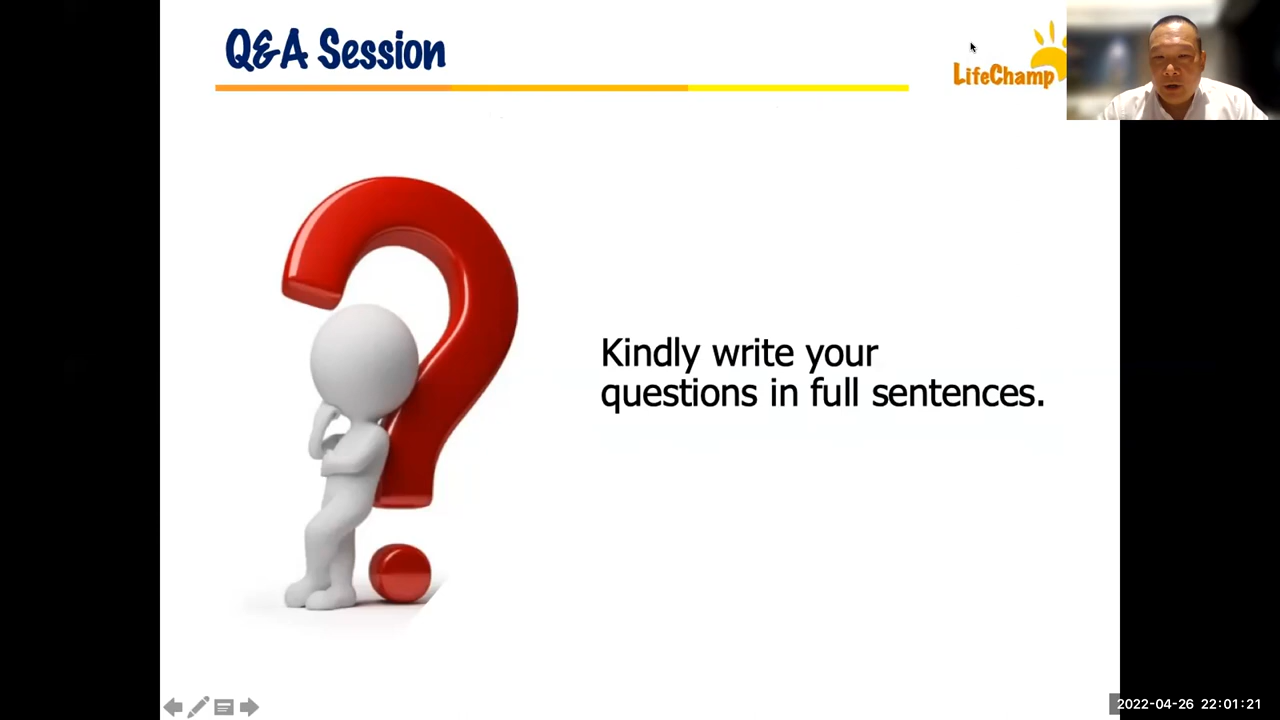 Q&A Session
LifeChamp
Kindly write your
questions in full sentences.
2022-04-26 22:01:21